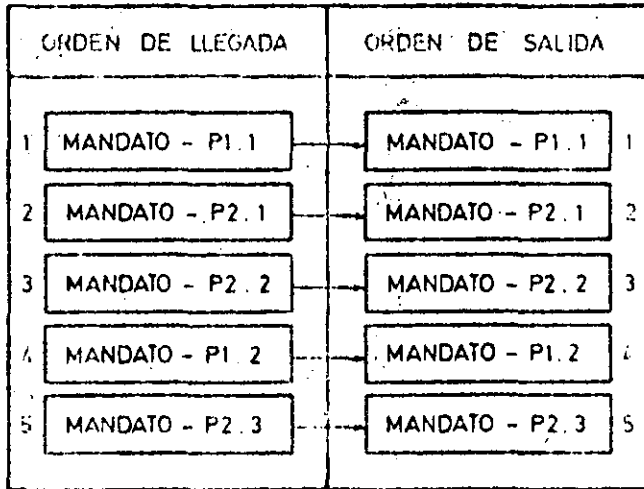 ORDEN DE LLEGADA ORDEN DE SALIDA
1 MANDATO - P1.1 MANDATO - P1.1 1
2 MANDATO - P2.1 MANDATO - P2.1 2
3 MANDATO - P2.2 MANDATO - P2.2 3
4 MANDATO - P1.2 MANDATO - P1.2 4
5 MANDATO - P2.3 MANDATO - P2.3 5